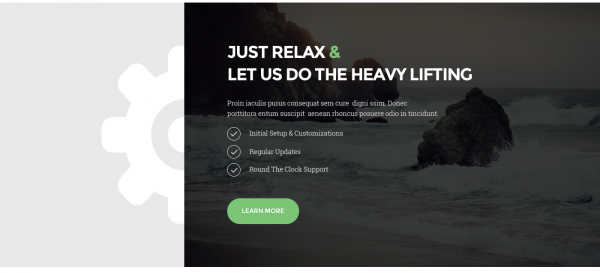 JUST RELAX &
LET US DO THE HEAVY LIFTING
Proin iaculis purus consequat sem cure digni ssim. Donec
porttitora entum suscipit aenean rhoncus posuere odio in tincidunt.
Initial Setup & Customizations
Regular Updates
Round The Clock Support
LEARN MORE